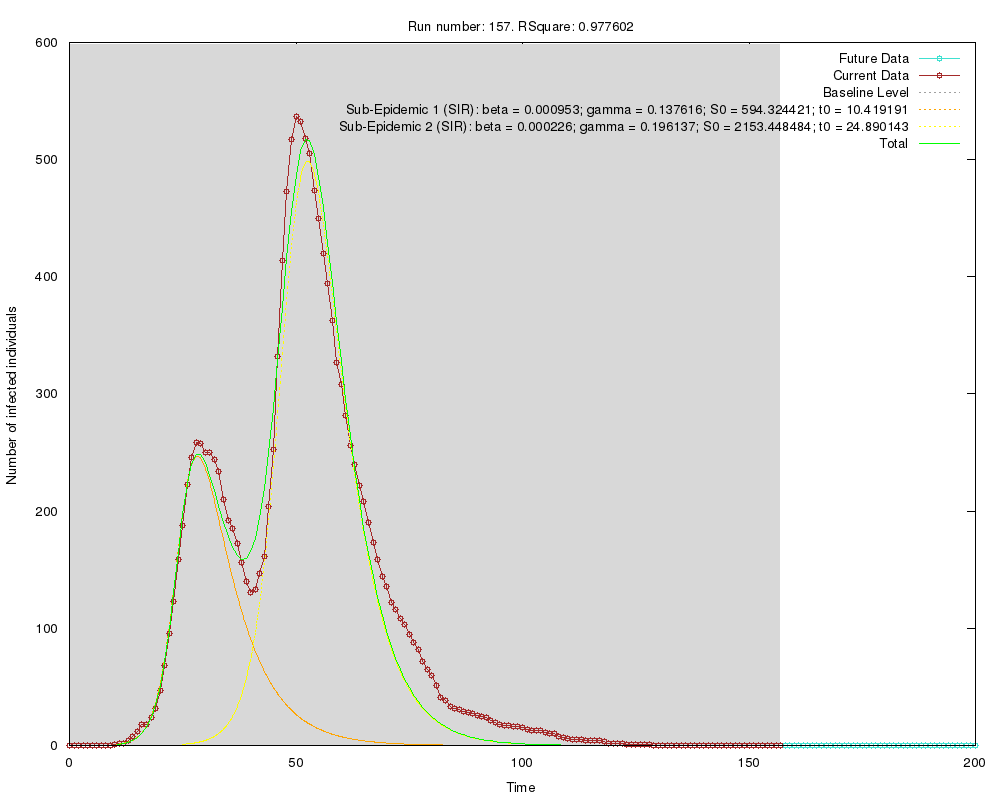 Run number: 157. RSquare: 0.977602
600
500
400
300
200
100
0
Number of infected individuals
Future Data
Current Data
Baseline Level
Sub-Epidemic 1 (SIR): beta = 0.000953; gamma = 0.137616; S0 = 594.324421; t0 = 10.419191
Sub-Epidemic 2 (SIR): beta = 0.000226; gamma = 0.196137; S0 = 2153.448484; t0 = 24.890143
Total
0 50 100 150 200
Time